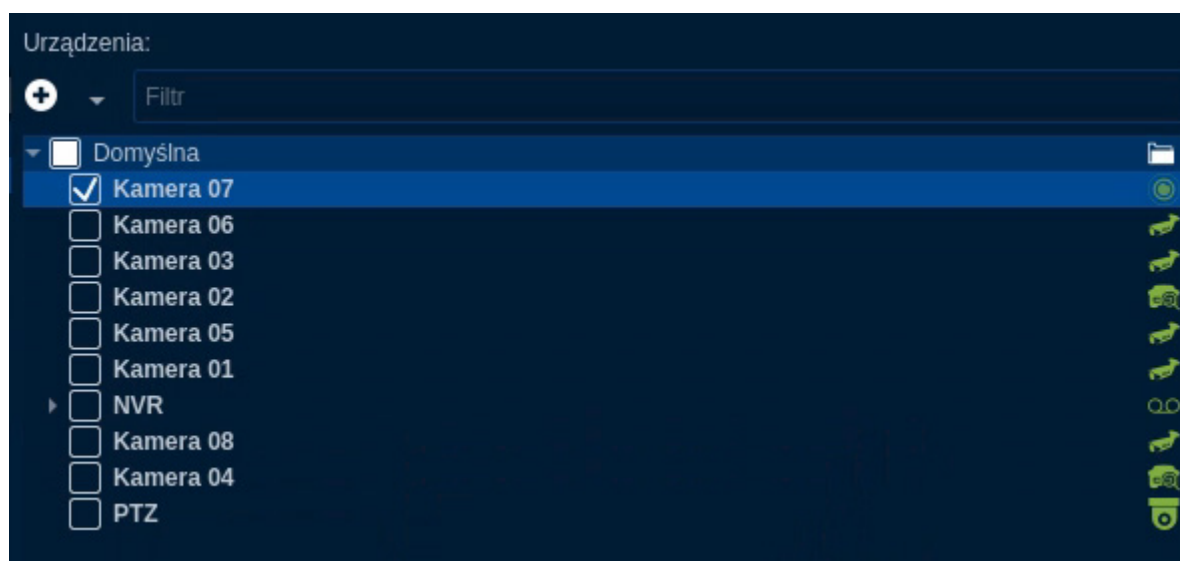 Urządzenia:
Filtr
Domyślna
Kamera 07
Kamera 06
Kamera 03
Kamera 02
Kamera 05
Kamera 01
NVR
Kamera 08
Kamera 04
PTZ